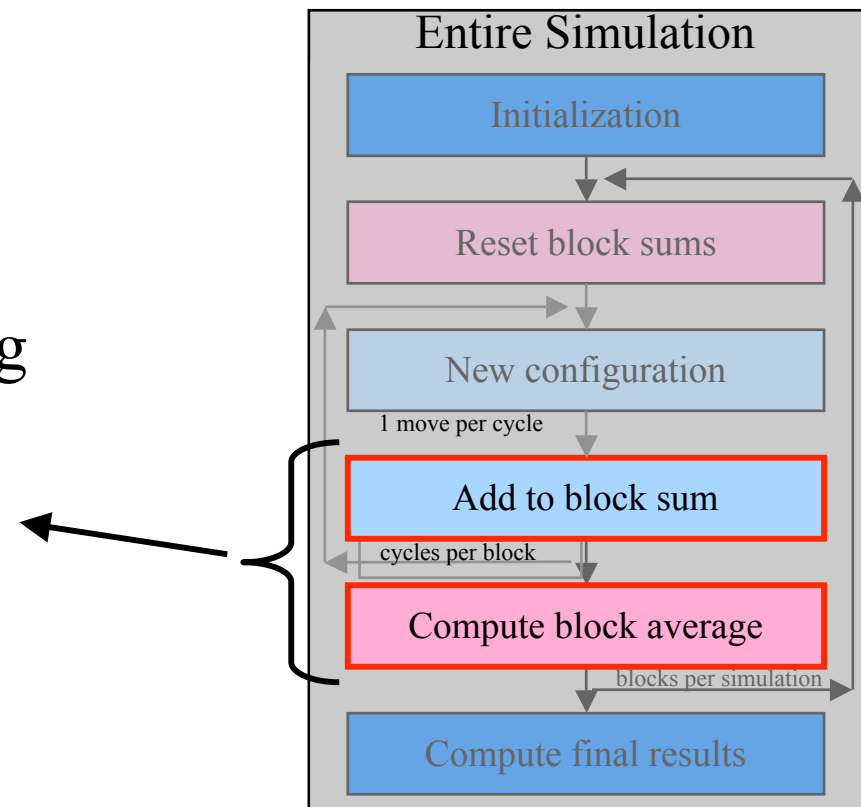 Entire Simulation
Initialization
Reset block sums
New configuration
1 move per cycle
Add to block sum
cycles per block
Compute block average
blocks per simulation
Compute final results